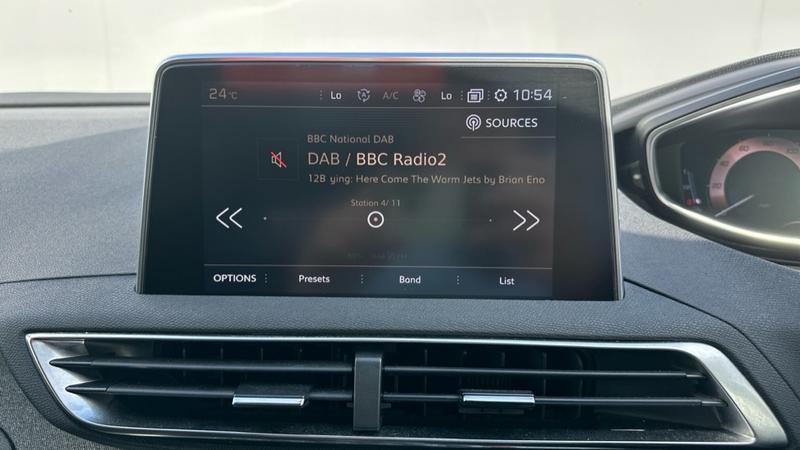 24°C Lo A/C Lo 10:54
SOURCES
BBC National DAB
DAB / BBC Radio2
12B ying: Here Come The Warm Jets by Brian Eno
Station 4/ 11
OPTIONS Presets Band List